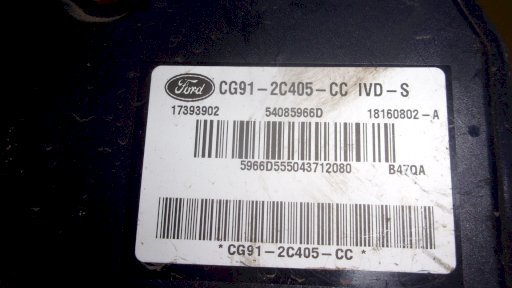 Ford CG91-2C405-CC IVD-S
17393902 54085966D 18160802-A
5966D555043712080 B47QA
*CG91-2C405-CC*